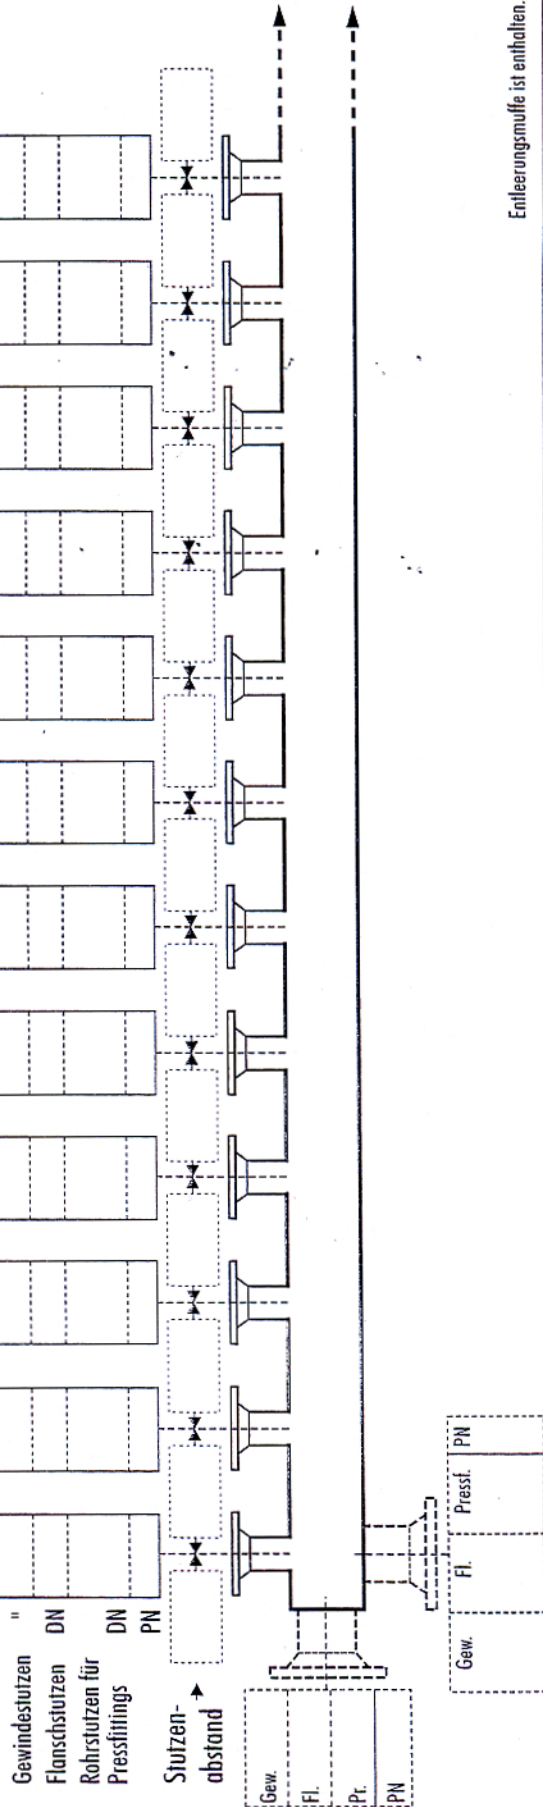 Gewindestutzen "
Flanschstutzen DN
Rohrstutzen für
Pressfittings DN
PN
Stutzen-
abstand
Gew.
Fl.
Pr.
PN
Gew. Fl. Pressf. PN
Entleerungsmuffe ist enthalten.